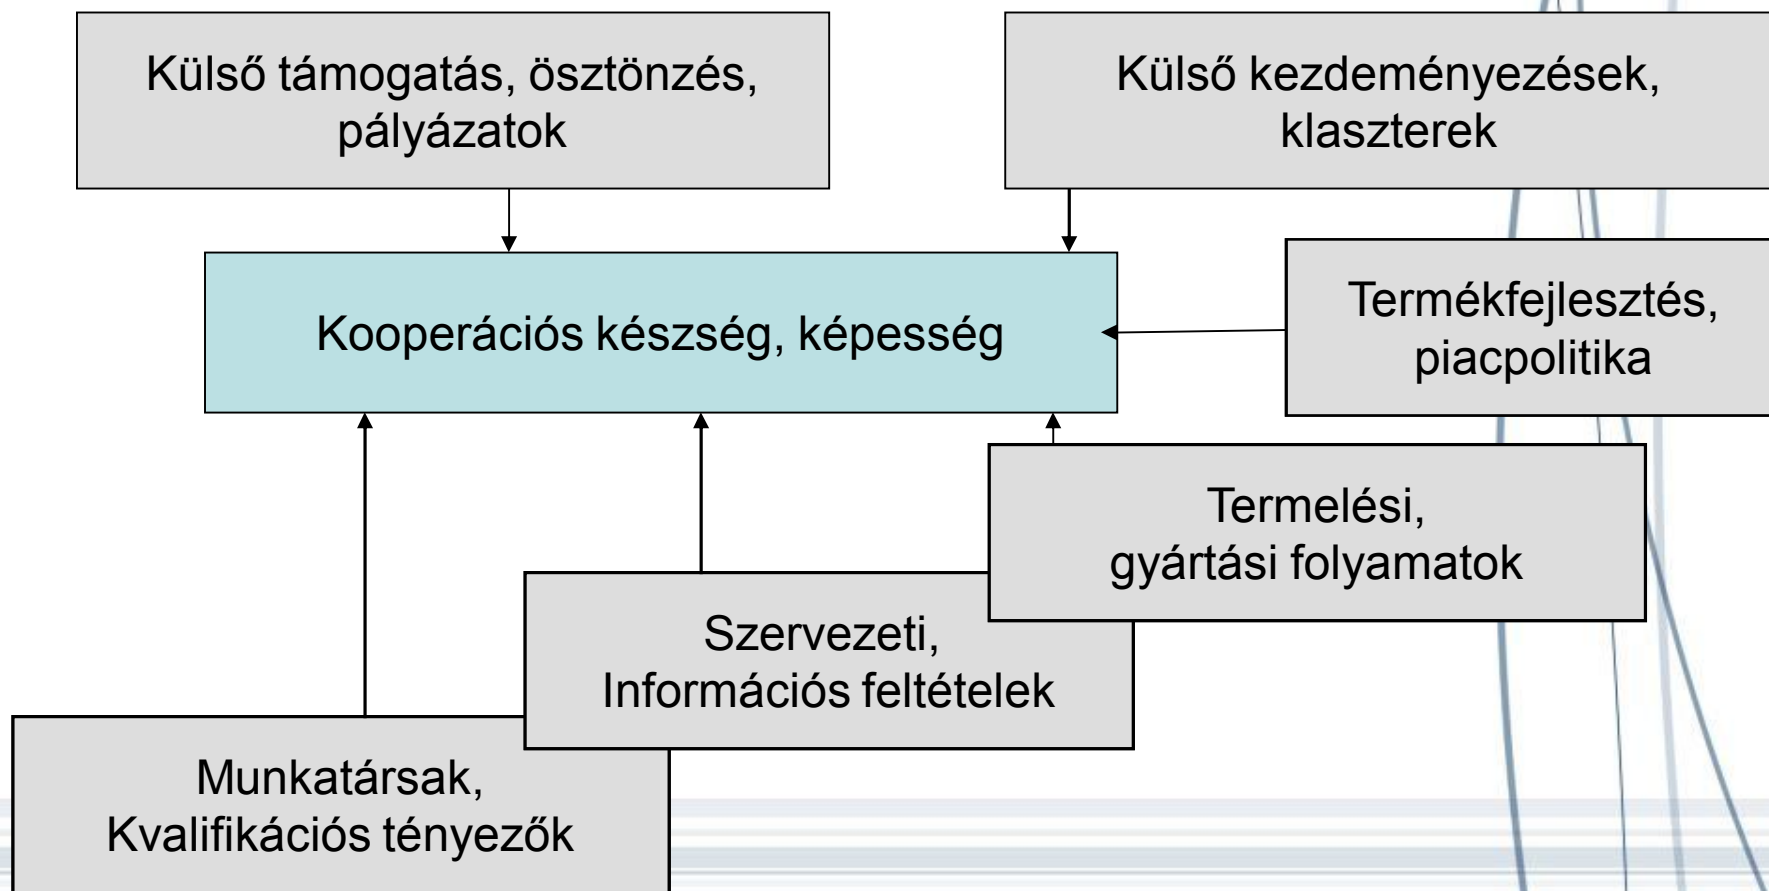 Külső támogatás, ösztönzés,
pályázatok
Külső kezdeményezések,
klaszterek
Kooperációs készség, képesség
Termékfejlesztés,
piacpolitika
Termelési,
gyártási folyamatok
Szervezeti,
Információs feltételek
Munkatársak,
Kvalifikációs tényezők